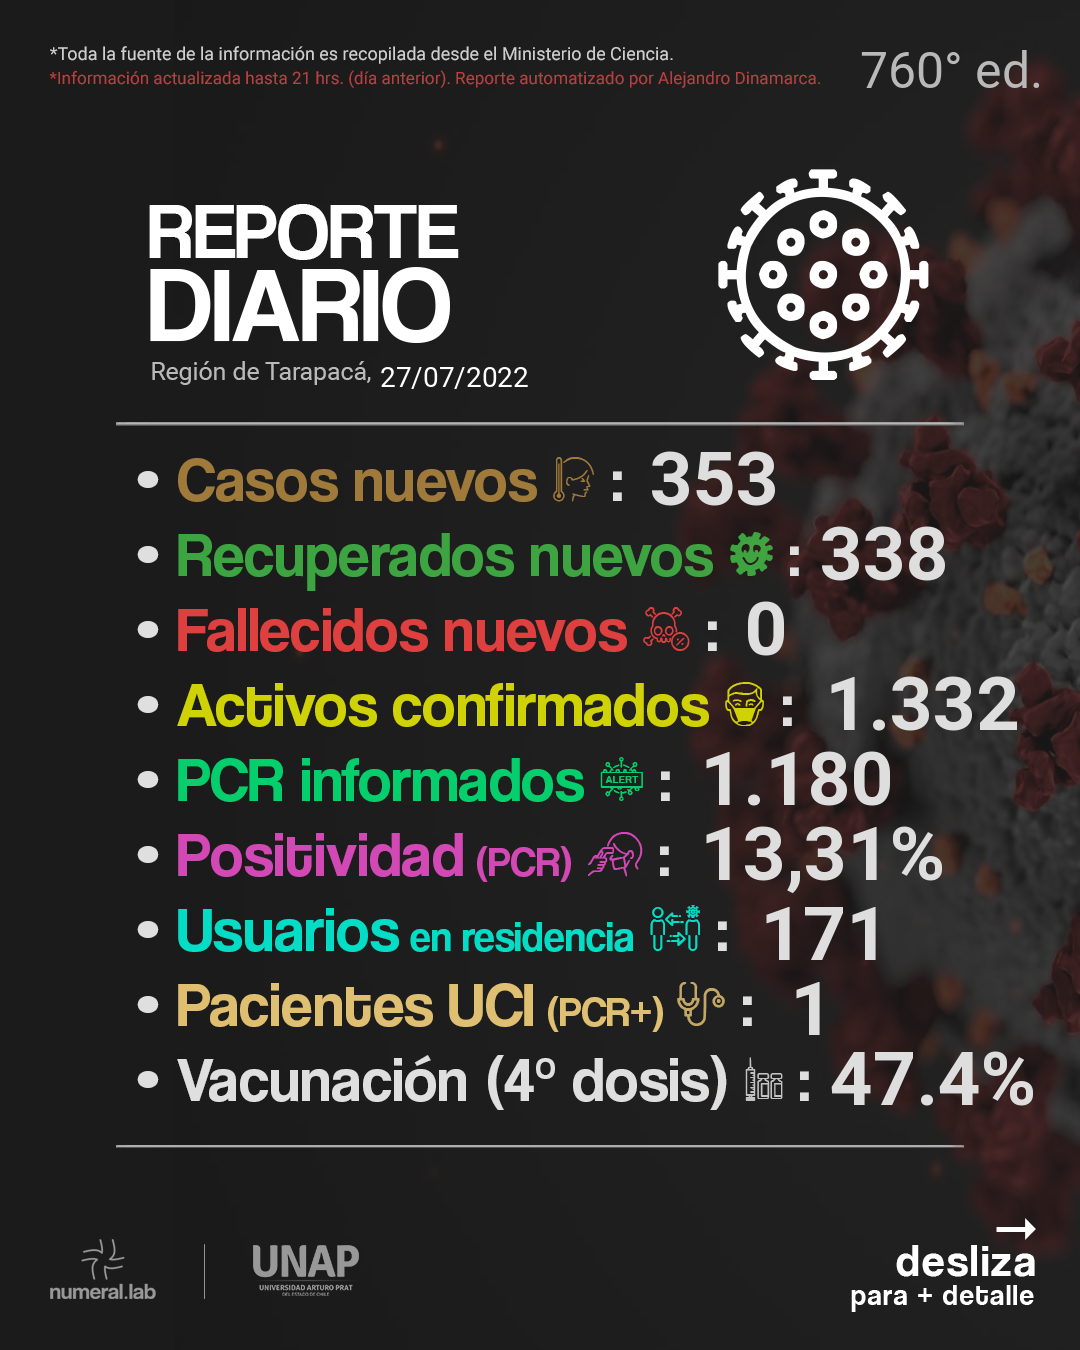 *Toda la fuente de la información es recopilada desde el Ministerio de Ciencia.
*Información actualizada hasta 21 hrs. (día anterior). Reporte automatizado por Alejandro Dinamarca.
760° ed.
REPORTE
DIARIO
Región de Tarapacá, 27/07/2022
• Casos nuevos : 353
• Recuperados nuevos : 338
• Fallecidos nuevos : 0
• Activos confirmados : 1.332
• PCR informados ALERT : 1.180
• Positividad (PCR) : 13,31%
• Usuarios en residencia : 171
• Pacientes UCI (PCR+) : 1
• Vacunación (4º dosis) : 47.4%
numeral.lab
UNAP
UNIVERSIDAD ARTURO PRAT
DEL ESTADO DE CHILE
desliza
para + detalle